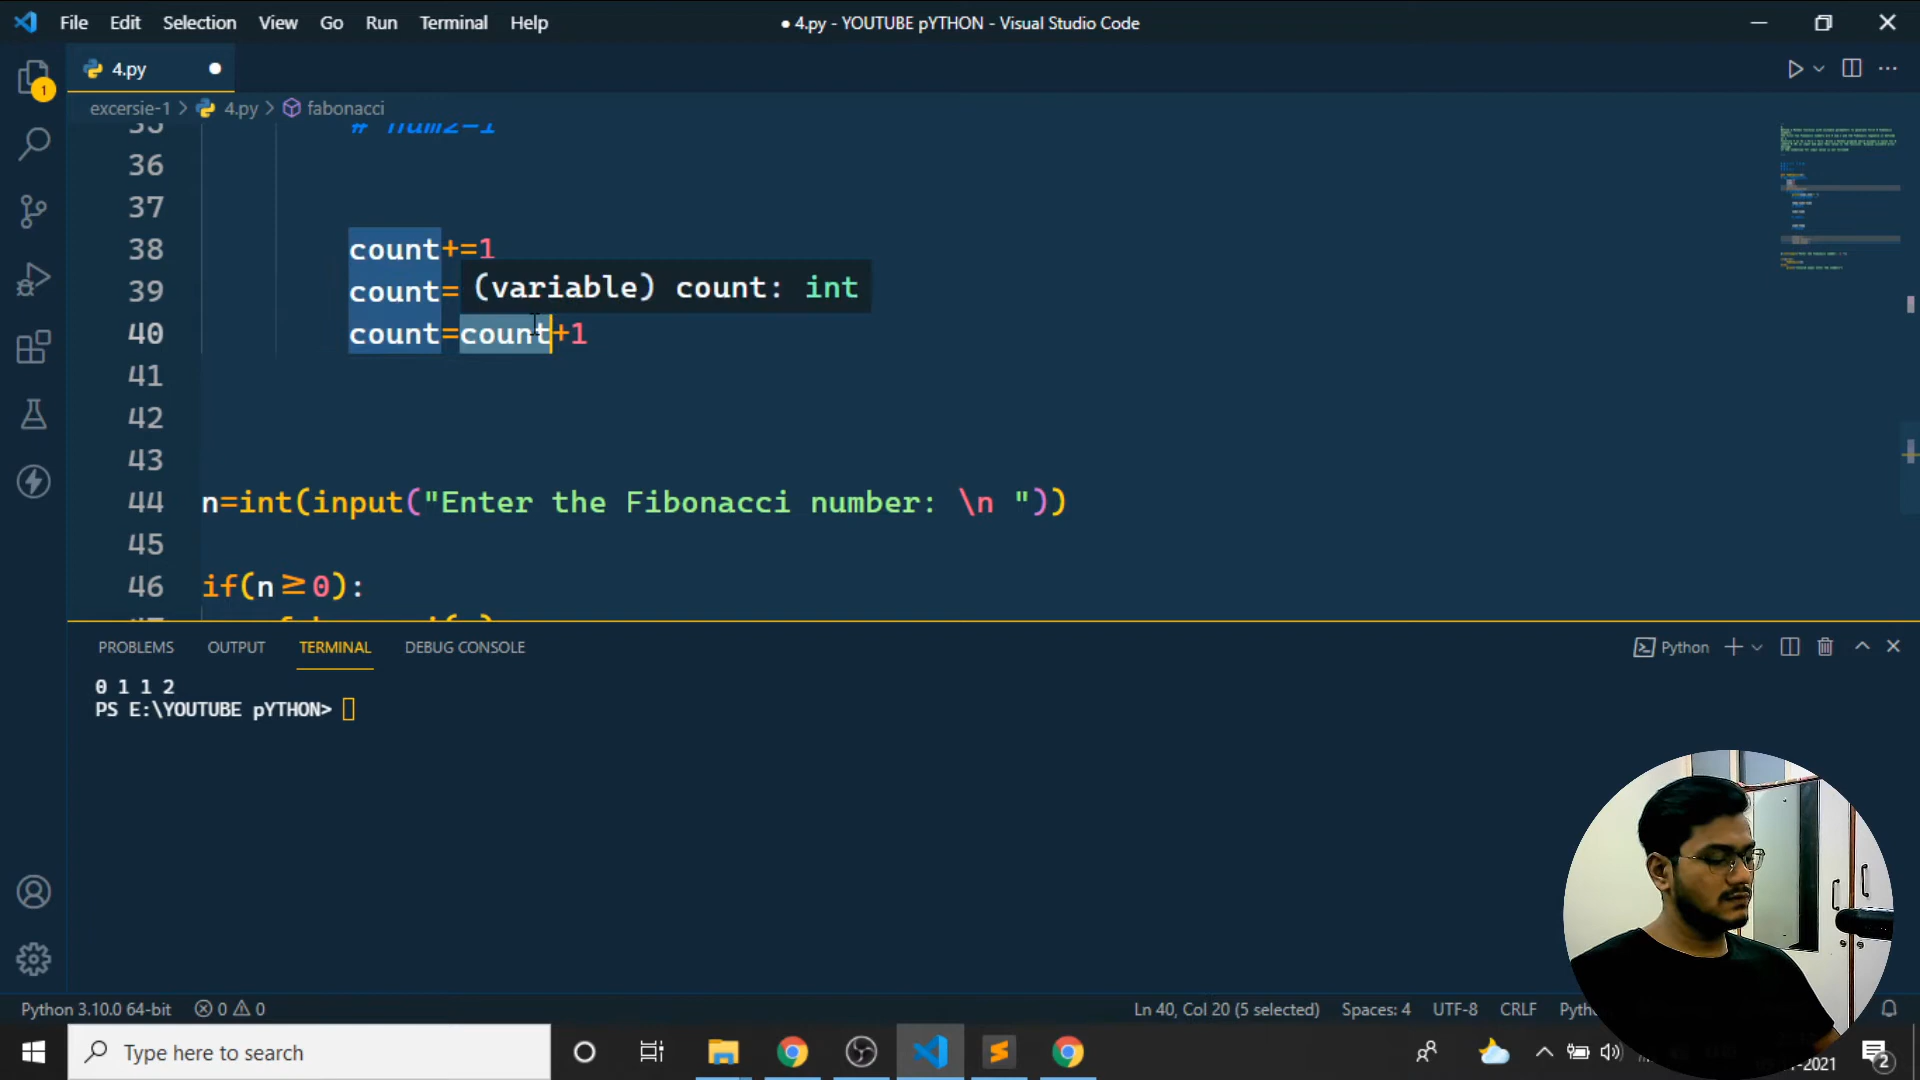 File Edit Selection View Go Run Terminal Help
● 4.py - YOUTUBE pYTHON - Visual Studio Code
4.py
1
excersie-1 > 4.py > fabonacci
35 # num2=1
36
37
38 count+=1
39 count=
(variable) count: int
40 count=count+1
41
42
43
44 n=int(input("Enter the Fibonacci number: \n "))
45
46 if(n≥0):
PROBLEMS OUTPUT TERMINAL DEBUG CONSOLE
Python
0 1 1 2
PS E:\YOUTUBE pYTHON>
Python 3.10.0 64-bit 0 0
Ln 40, Col 20 (5 selected) Spaces: 4 UTF-8 CRLF
Type here to search
2